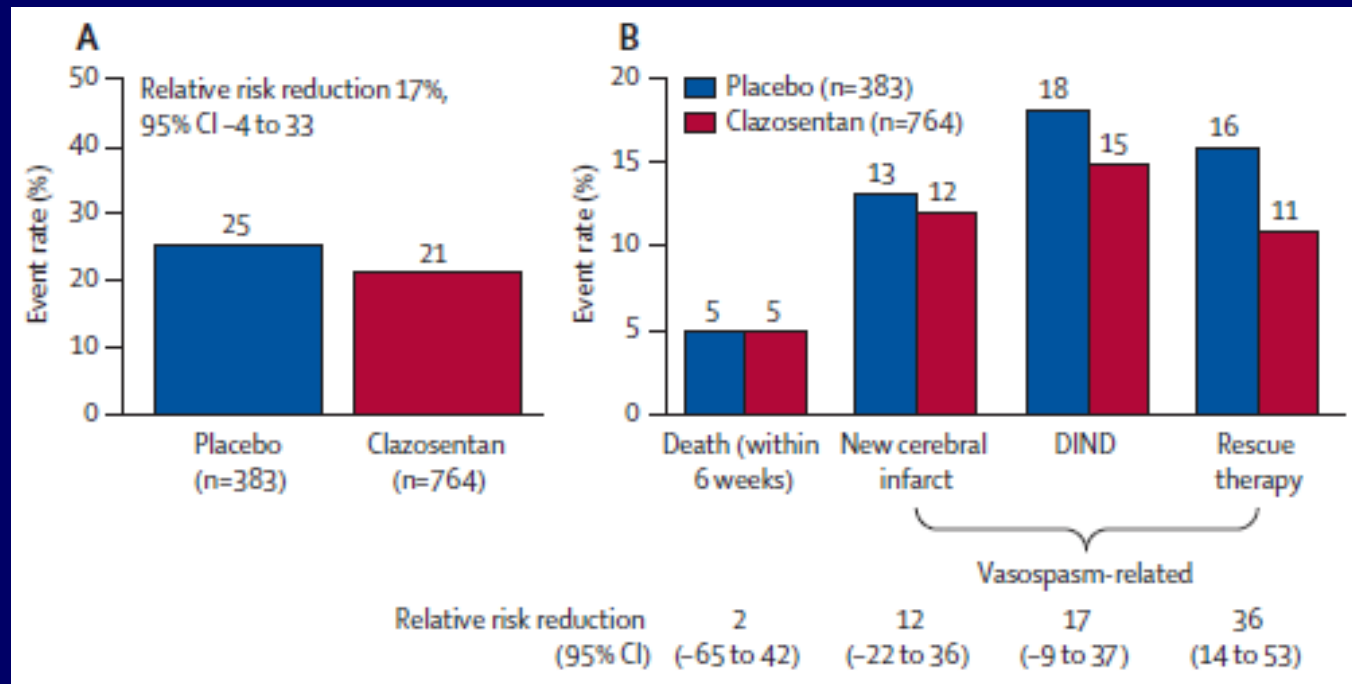 A
50
40
30
20
10
0
Event rate (%)
Relative risk reduction 17%,
95% CI –4 to 33
25
21
Placebo
(n=383)
Clazosentan
(n=764)
B
20
15
10
5
0
Event rate (%)
Placebo (n=383)
Clazosentan (n=764)
5
5
13
12
18
15
16
11
Death (within
6 weeks)
New cerebral
infarct
DIND
Rescue
therapy
Vasospasm-related
Relative risk reduction 2 12 17 36
(95% CI) (–65 to 42) (–22 to 36) (–9 to 37) (14 to 53)